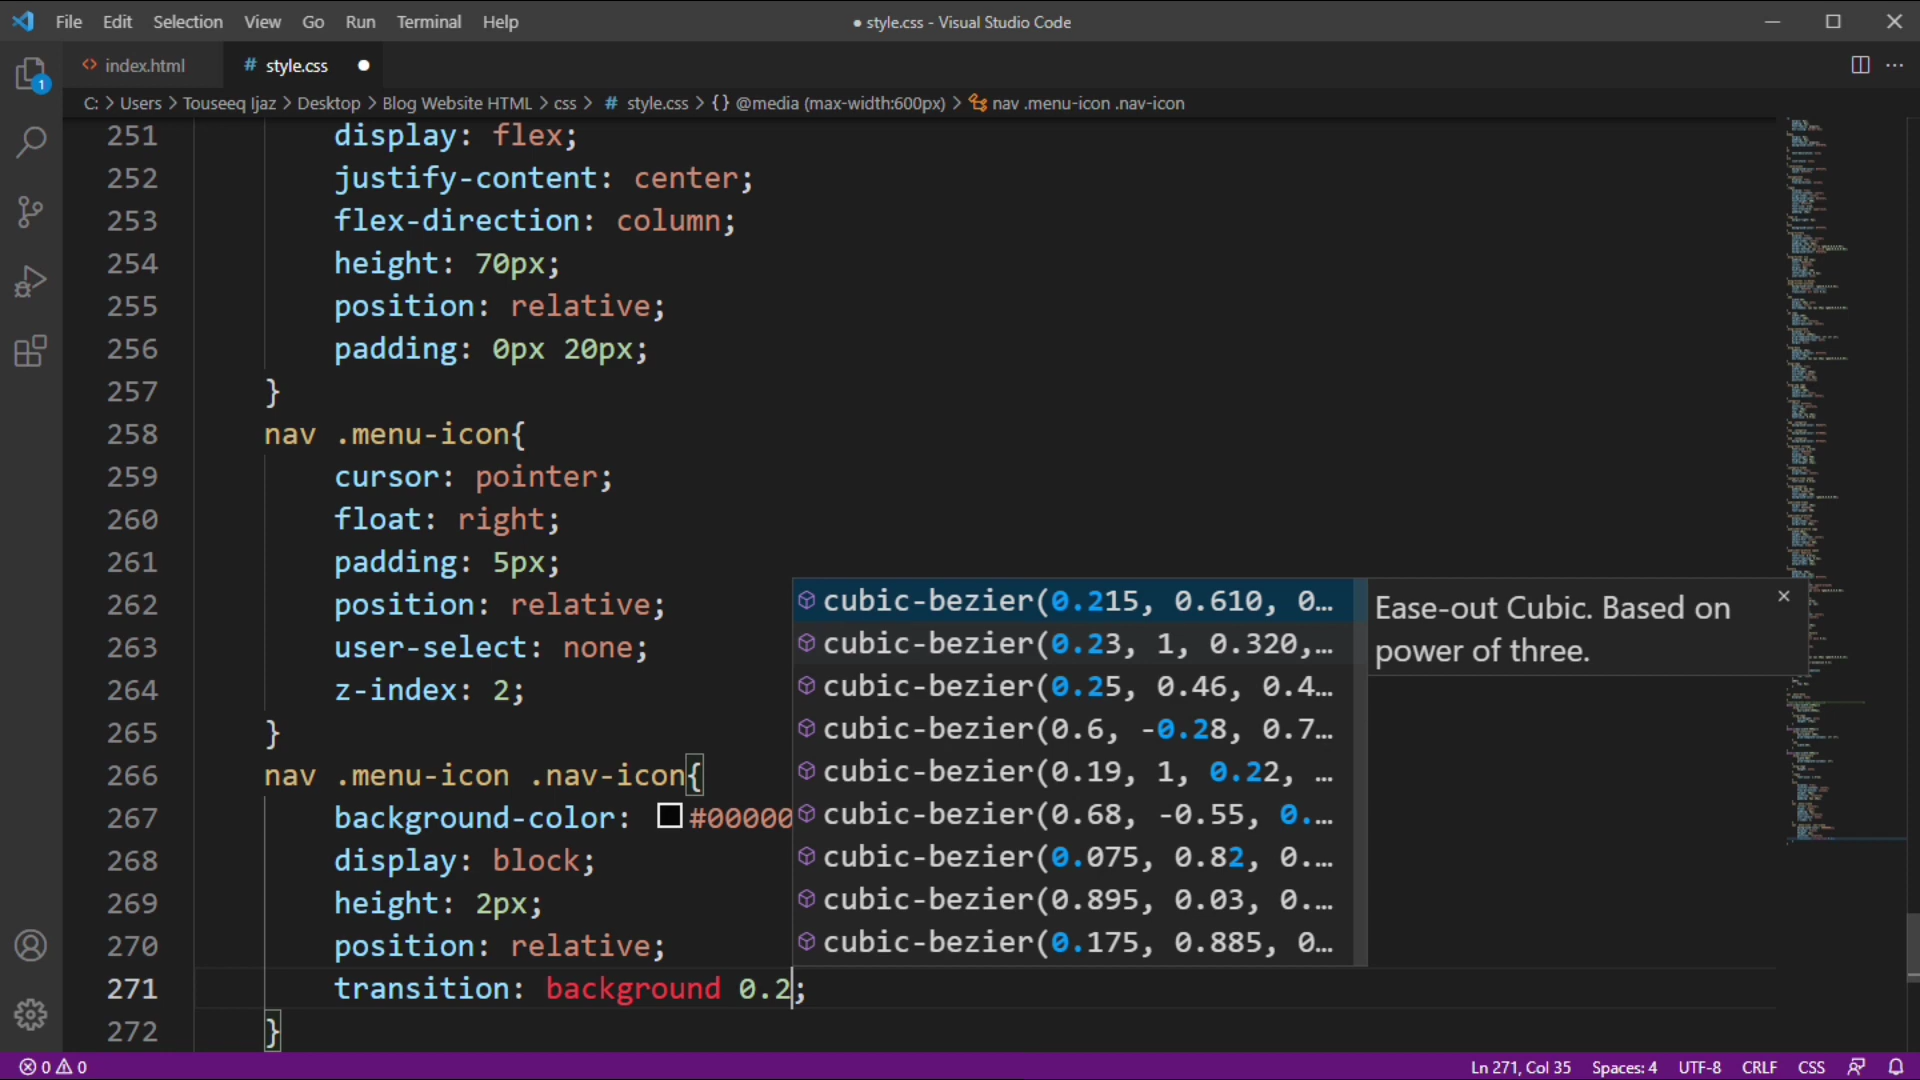 File Edit Selection View Go Run Terminal Help
● style.css - Visual Studio Code
1
<> index.html
# style.css ●
C: > Users > Touseeq Ijaz > Desktop > Blog Website HTML > css > # style.css > {} @media (max-width:600px) > nav .menu-icon .nav-icon
251 display: flex;
252 justify-content: center;
253 flex-direction: column;
254 height: 70px;
255 position: relative;
256 padding: 0px 20px;
257 }
258 nav .menu-icon{
259 cursor: pointer;
260 float: right;
261 padding: 5px;
262 position: relative;
263 user-select: none;
264 z-index: 2;
265 }
266 nav .menu-icon .nav-icon{
267 background-color: #00000
268 display: block;
269 height: 2px;
270 position: relative;
271 transition: background 0.2;
272 }
cubic-bezier(0.215, 0.610, 0…
cubic-bezier(0.23, 1, 0.320,…
cubic-bezier(0.25, 0.46, 0.4…
cubic-bezier(0.6, -0.28, 0.7…
cubic-bezier(0.19, 1, 0.22, …
cubic-bezier(0.68, -0.55, 0.…
cubic-bezier(0.075, 0.82, 0.…
cubic-bezier(0.895, 0.03, 0.…
cubic-bezier(0.175, 0.885, 0…
Ease-out Cubic. Based on
power of three.
0 0
Ln 271, Col 35 Spaces: 4 UTF-8 CRLF CSS